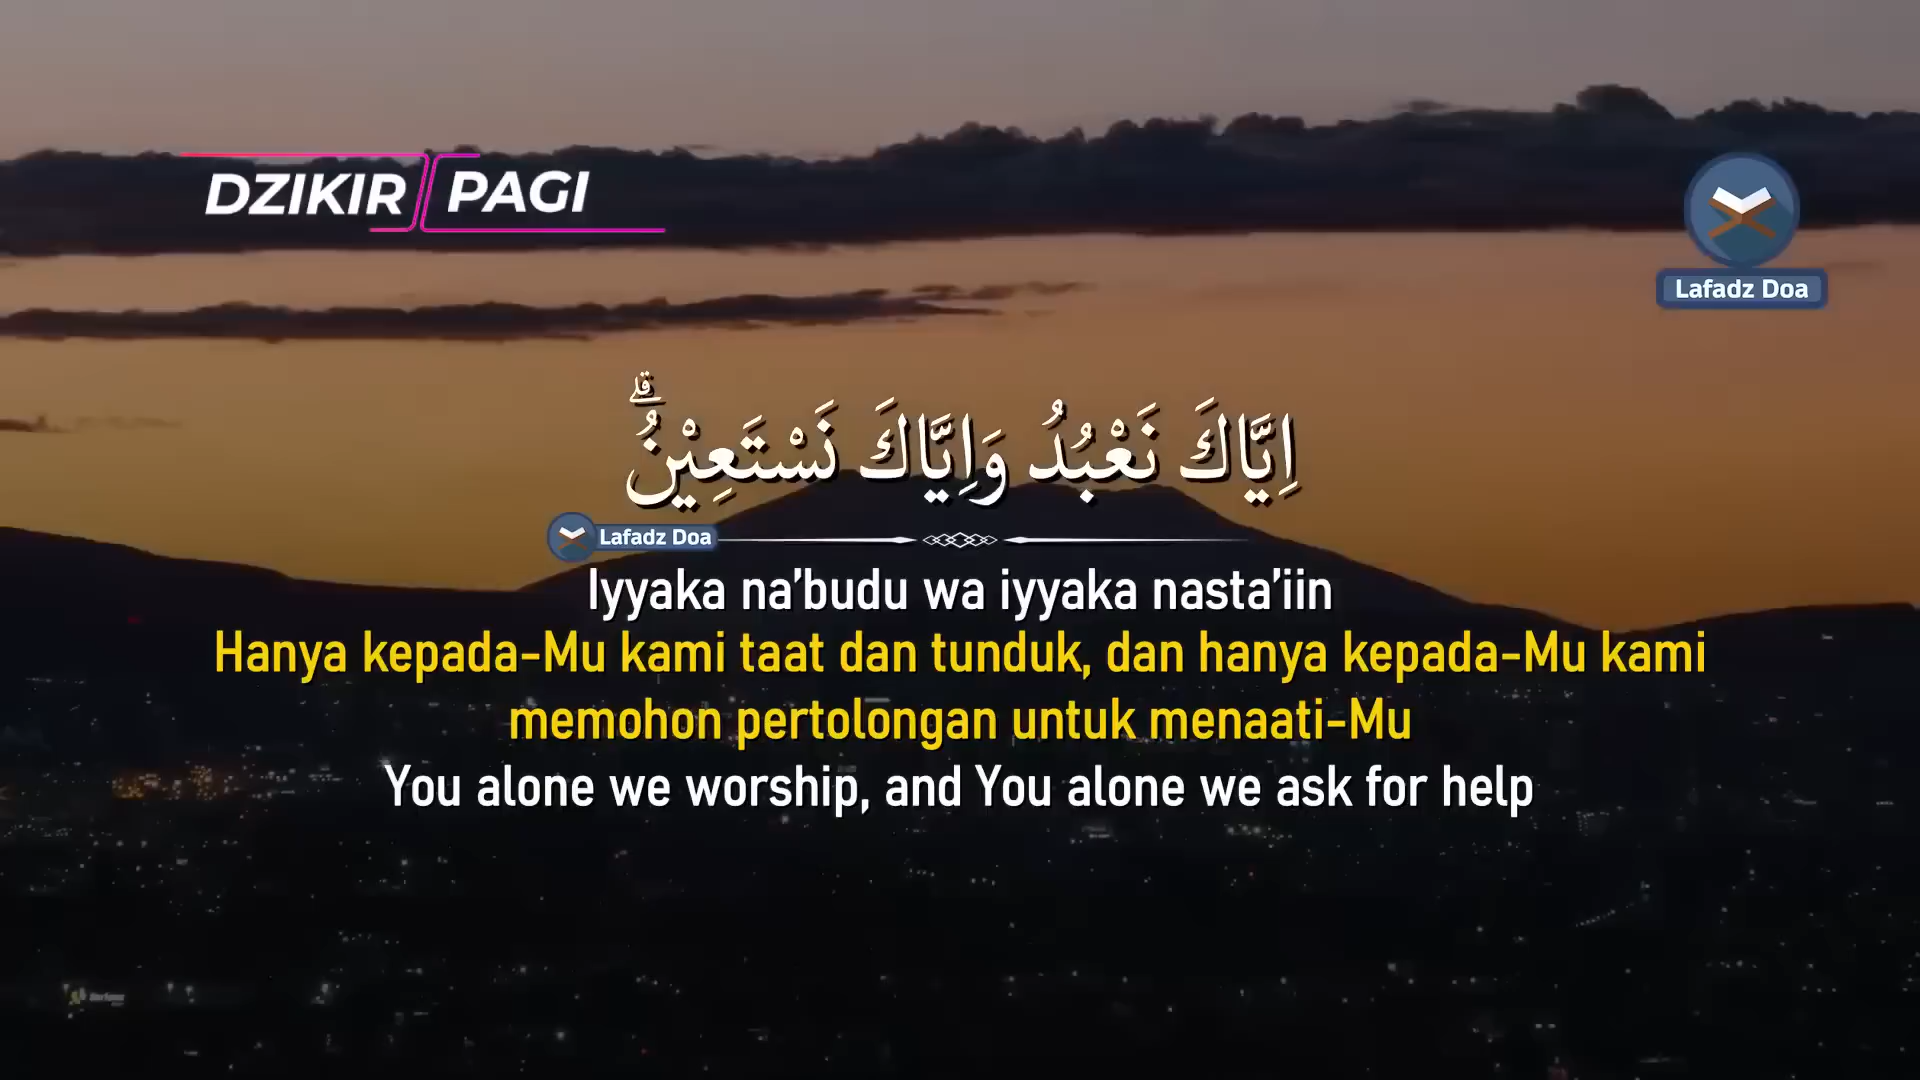 DZIKIR PAGI
Lafadz Doa
اِيَّاكَ نَعْبُدُ وَاِيَّاكَ نَسْتَعِيْنُۗ
Lafadz Doa
Iyyaka na’budu wa iyyaka nasta’iin
Hanya kepada-Mu kami taat dan tunduk, dan hanya kepada-Mu kami
memohon pertolongan untuk menaati-Mu
You alone we worship, and You alone we ask for help